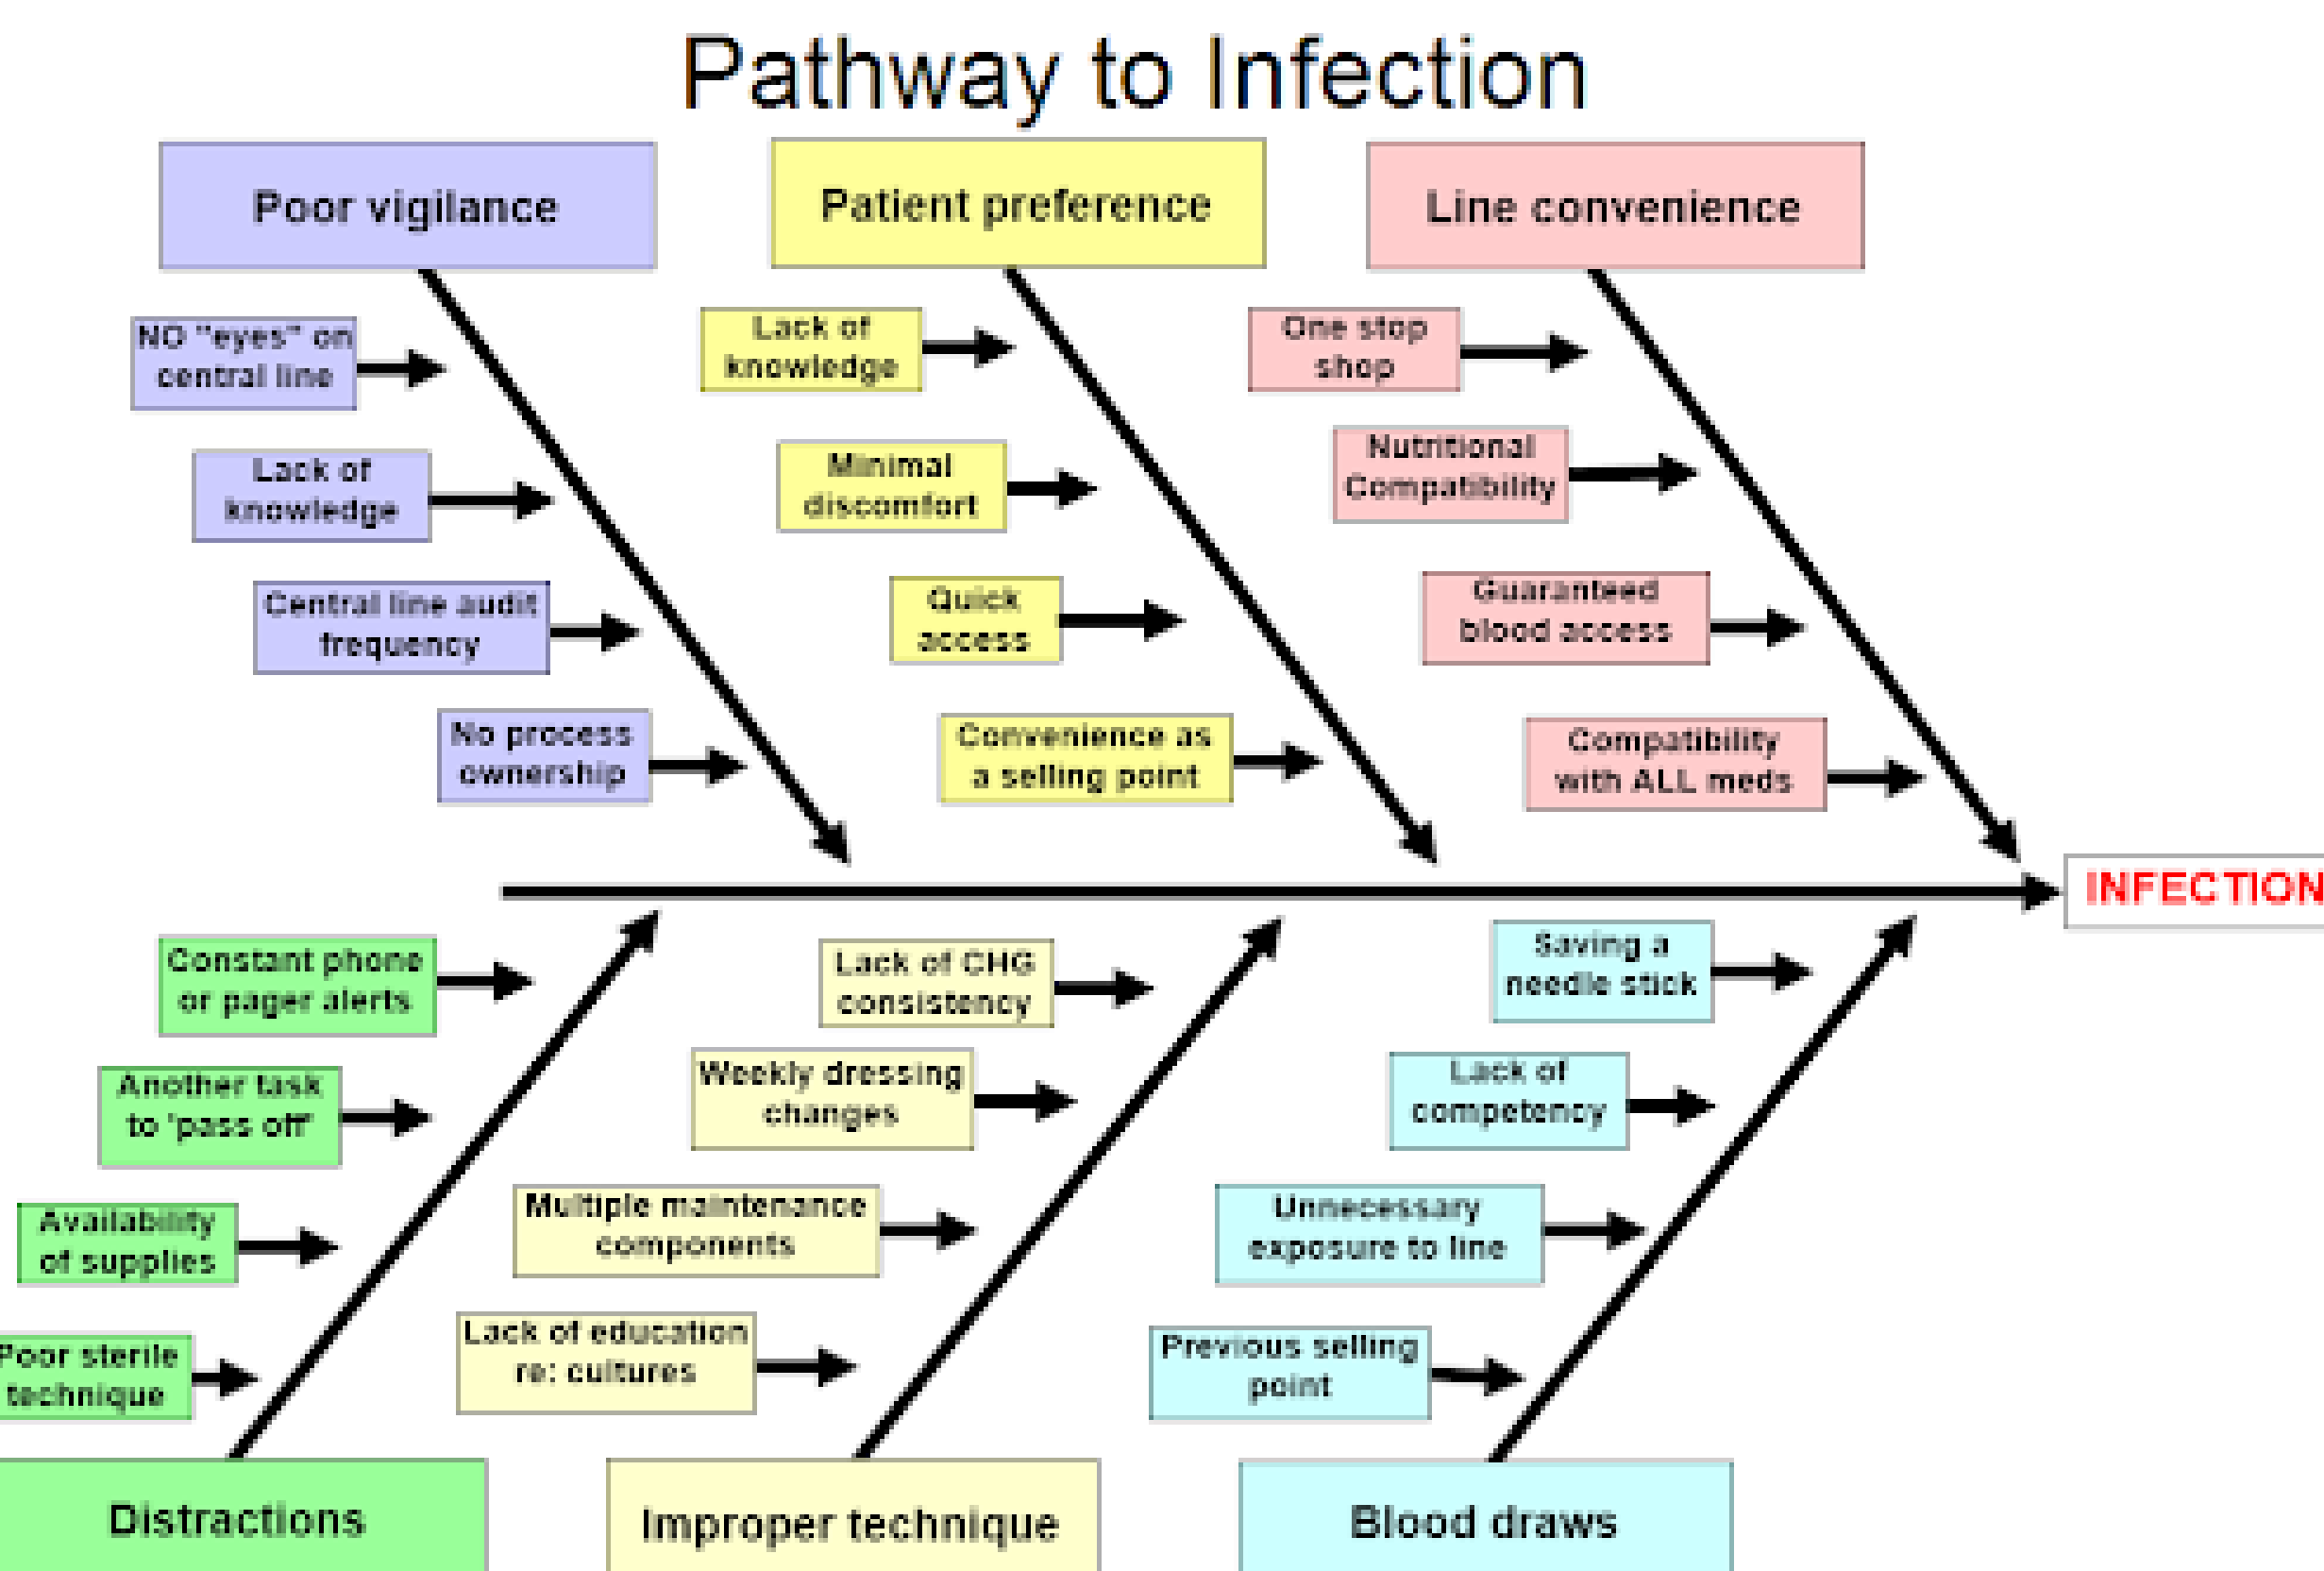 Pathway to Infection
Poor vigilance
Patient preference
Line convenience
NO "eyes" on
central line
Lack of
knowledge
Central line audit
frequency
No process
ownership
Lack of
knowledge
Minimal
discomfort
Quick
access
Convenience as
a selling point
One stop
shop
Nutritional
Compatibility
Guaranteed
blood access
Compatibility
with ALL meds
INFECTION
Constant phone
or pager alerts
Another task
to 'pass off'
Availability
of supplies
Poor sterile
technique
Lack of CHG
consistency
Weekly dressing
changes
Multiple maintenance
components
Lack of education
re: cultures
Saving a
needle stick
Lack of
competency
Unnecessary
exposure to line
Previous selling
point
Distractions
Improper technique
Blood draws